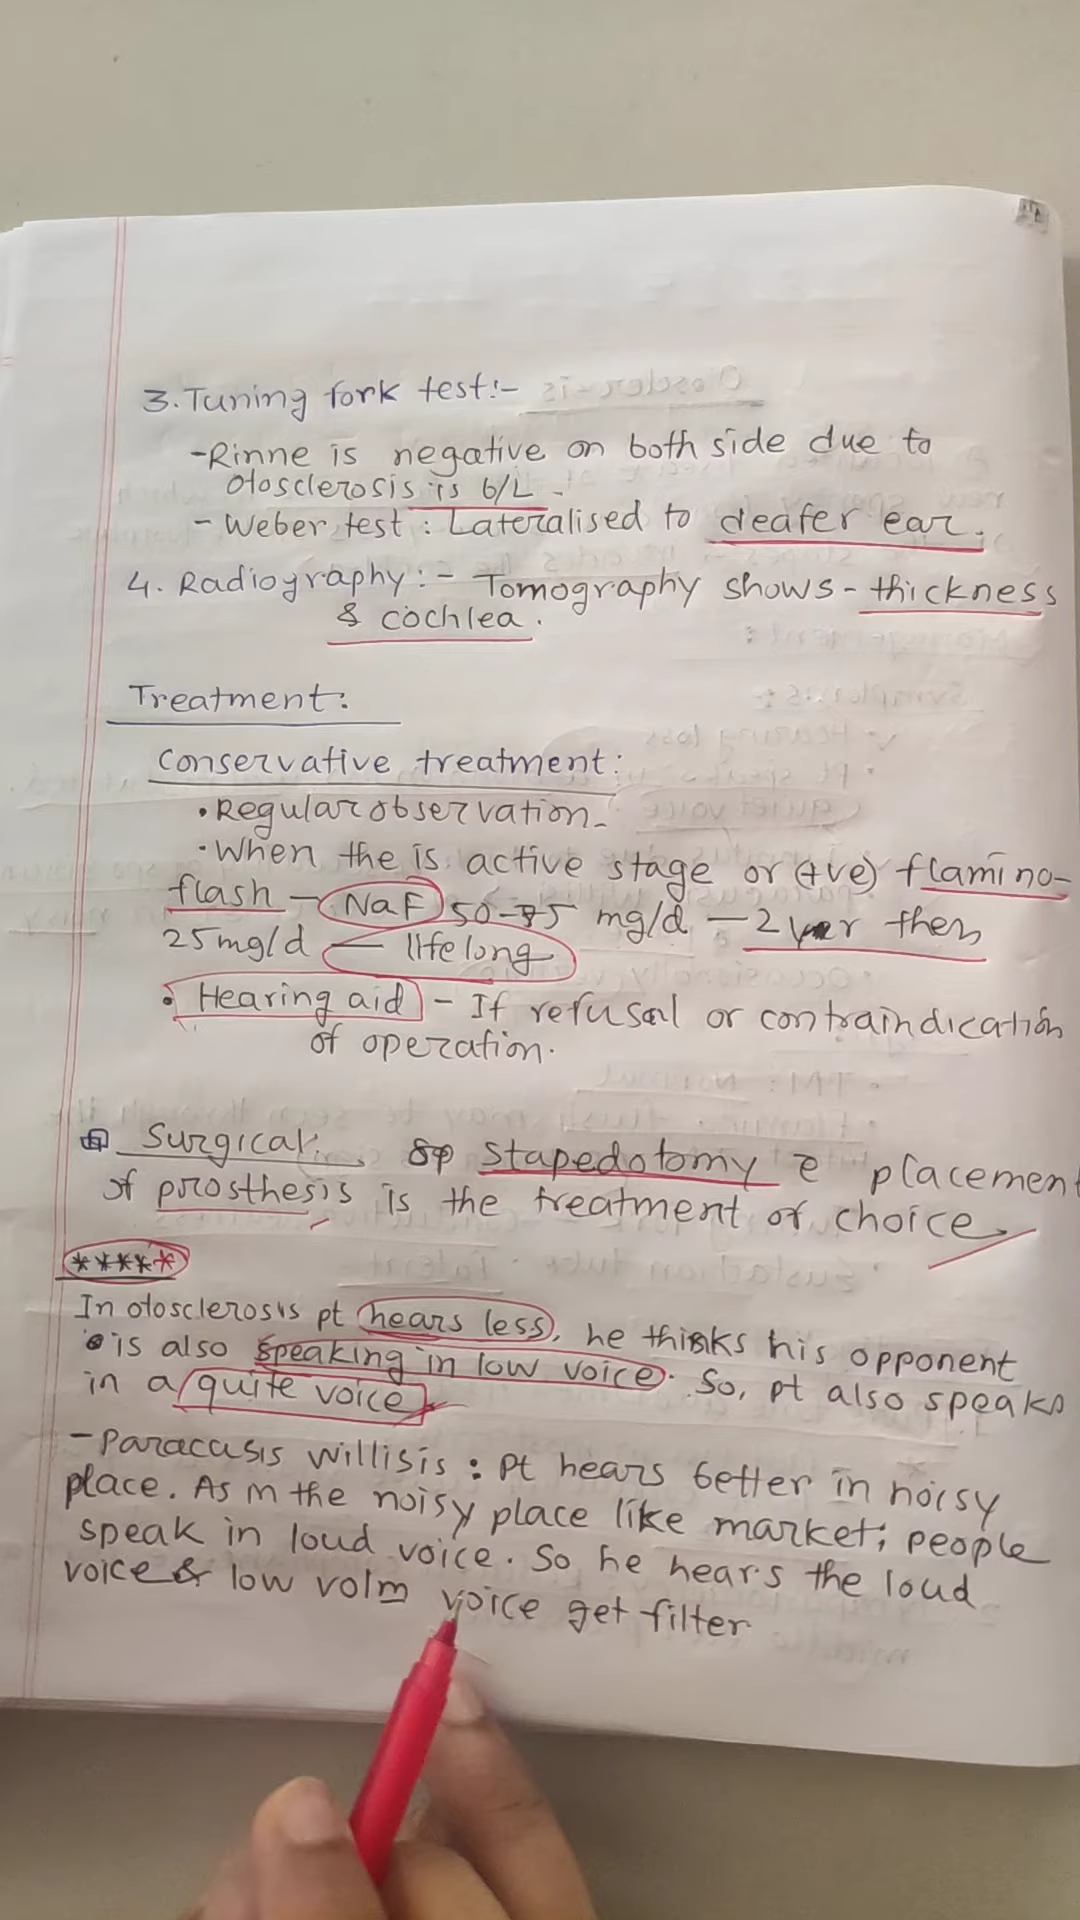 3. Tuning fork test:-
-Rinne is negative on both side due to
otosclerosis is b/L -
- Weber test : Lateralised to deafer ear.
4. Radiography:- Tomography shows - thickness
& cochlea.
Treatment:
Conservative treatment:
• Regular observation -
• When the is active stage or (+ve) flamino-
flash - NaF 50-75 mg/d - 2 yer then
25mg/d - lifelong
• Hearing aid - If refusal or contraindication
of operation.
Surgical: Stapedotomy c̄ placement
of prosthesis is the treatment of choice
*****
In otosclerosis pt hears less, he thinks his opponent
is also speaking in low voice. So, pt also speaks
in a quite voice
- Paracusis willisis : Pt hears better in noisy
place. As in the noisy place like market; people
speak in loud voice. So he hears the loud
voice & low volm voice get filter